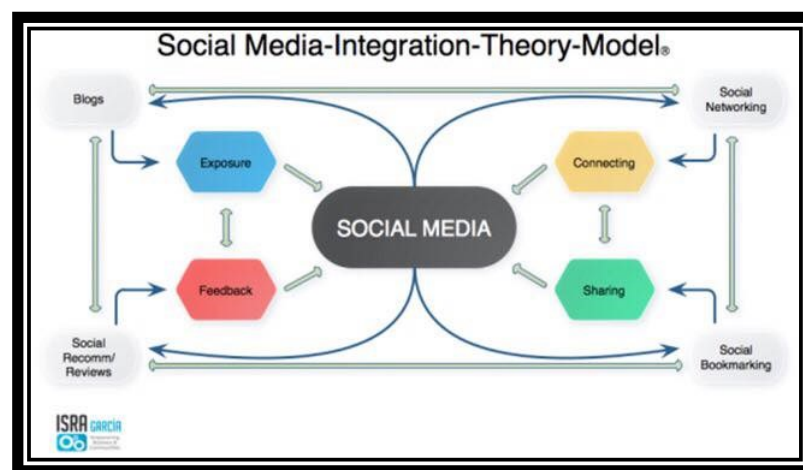 Social Media-Integration-Theory-Model®
Blogs
Social
Networking
Exposure
Connecting
SOCIAL MEDIA
Feedback
Sharing
Social
Recomm/
Reviews
Social
Bookmarking
ISRA GARCÍA